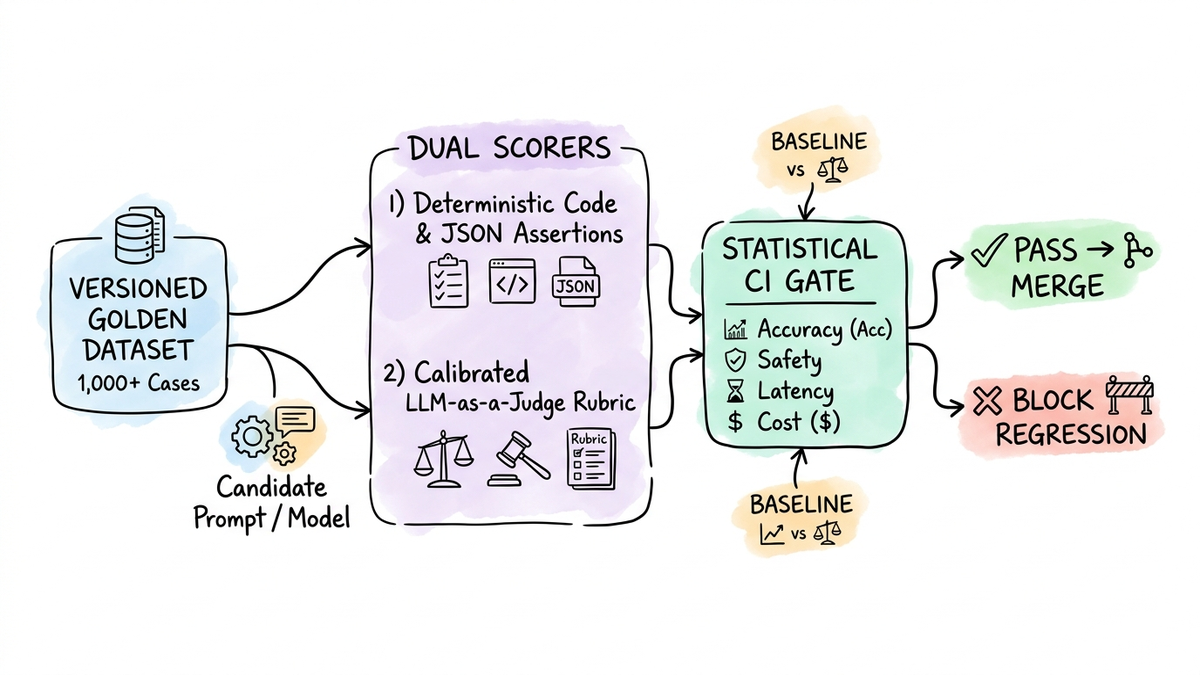 VERSIONED
GOLDEN
DATASET
1,000+ Cases
Candidate
Prompt / Model
DUAL SCORERS
1) Deterministic Code
& JSON Assertions
</>
JSON
2) Calibrated
LLM-as-a-Judge Rubric
Rubric
BASELINE
vs
STATISTICAL
CI GATE
Accuracy (Acc)
Safety
Latency
$ Cost ($)
BASELINE
vs
PASS →
MERGE
BLOCK
REGRESSION